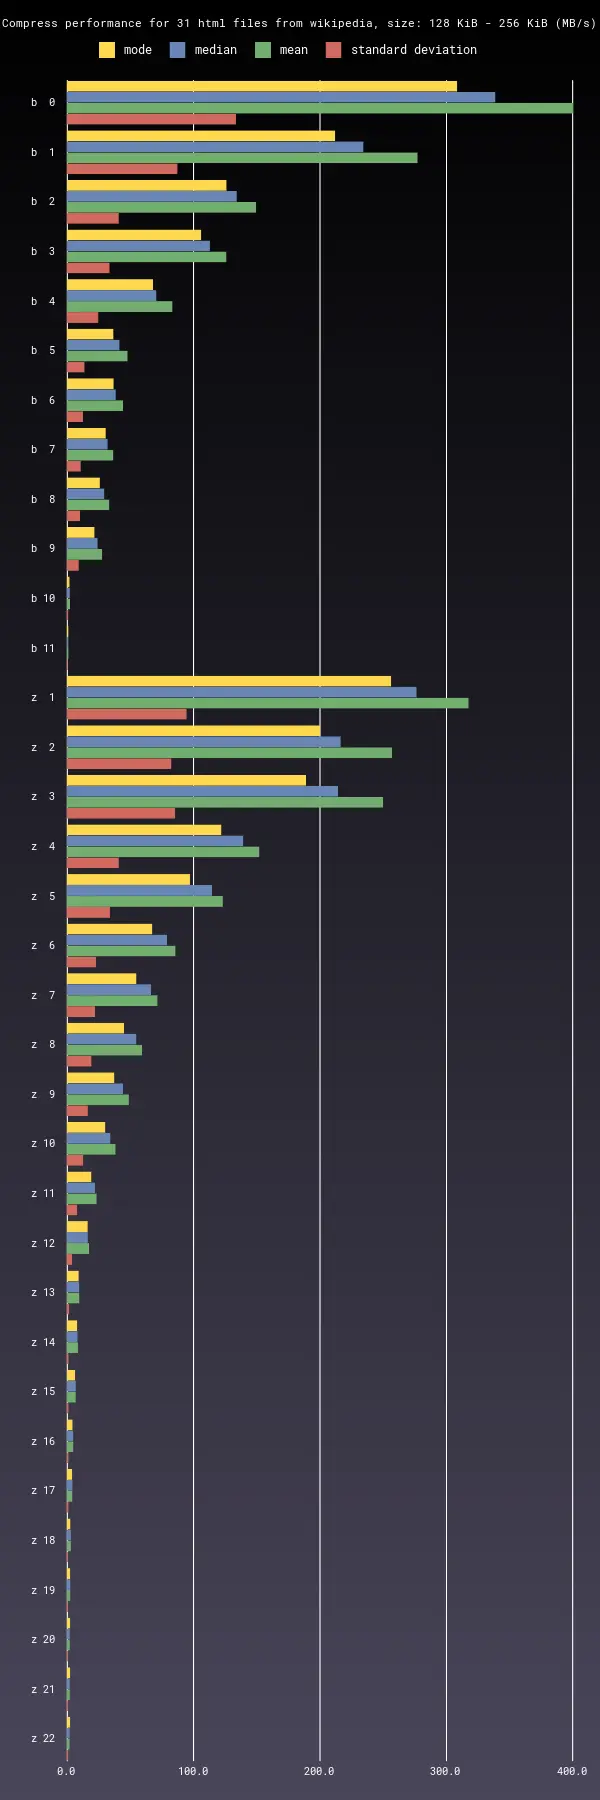 Compress performance for 31 html files from wikipedia, size: 128 KiB - 256 KiB (MB/s)
mode median mean standard deviation
b 0
b 1
b 2
b 3
b 4
b 5
b 6
b 7
b 8
b 9
b 10
b 11
z 1
z 2
z 3
z 4
z 5
z 6
z 7
z 8
z 9
z 10
z 11
z 12
z 13
z 14
z 15
z 16
z 17
z 18
z 19
z 20
z 21
z 22
0.0 100.0 200.0 300.0 400.0